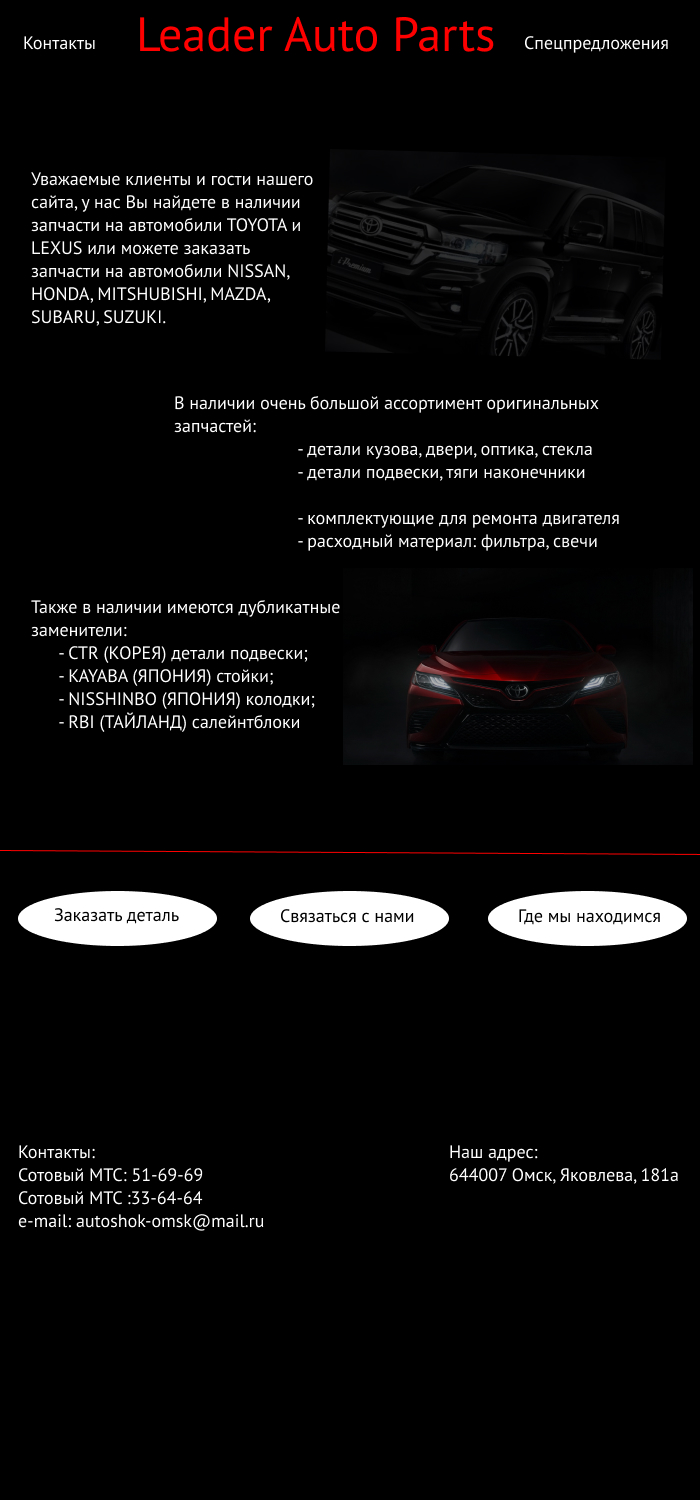 Контакты
Leader Auto Parts
Спецпредложения
Уважаемые клиенты и гости нашего
сайта, у нас Вы найдете в наличии
запчасти на автомобили TOYOTA и
LEXUS или можете заказать
запчасти на автомобили NISSAN,
HONDA, MITSHUBISHI, MAZDA,
SUBARU, SUZUKI.
Premium
В наличии очень большой ассортимент оригинальных
запчастей:
- детали кузова, двери, оптика, стекла
- детали подвески, тяги наконечники
- комплектующие для ремонта двигателя
- расходный материал: фильтра, свечи
Также в наличии имеются дубликатные
заменители:
- CTR (КОРЕЯ) детали подвески;
- KAYABA (ЯПОНИЯ) стойки;
- NISSHINBO (ЯПОНИЯ) колодки;
- RBI (ТАЙЛАНД) салейнтблоки
Заказать деталь
Связаться с нами
Где мы находимся
Контакты:
Сотовый МТС: 51-69-69
Сотовый МТС :33-64-64
e-mail: autoshok-omsk@mail.ru
Наш адрес:
644007 Омск, Яковлева, 181а